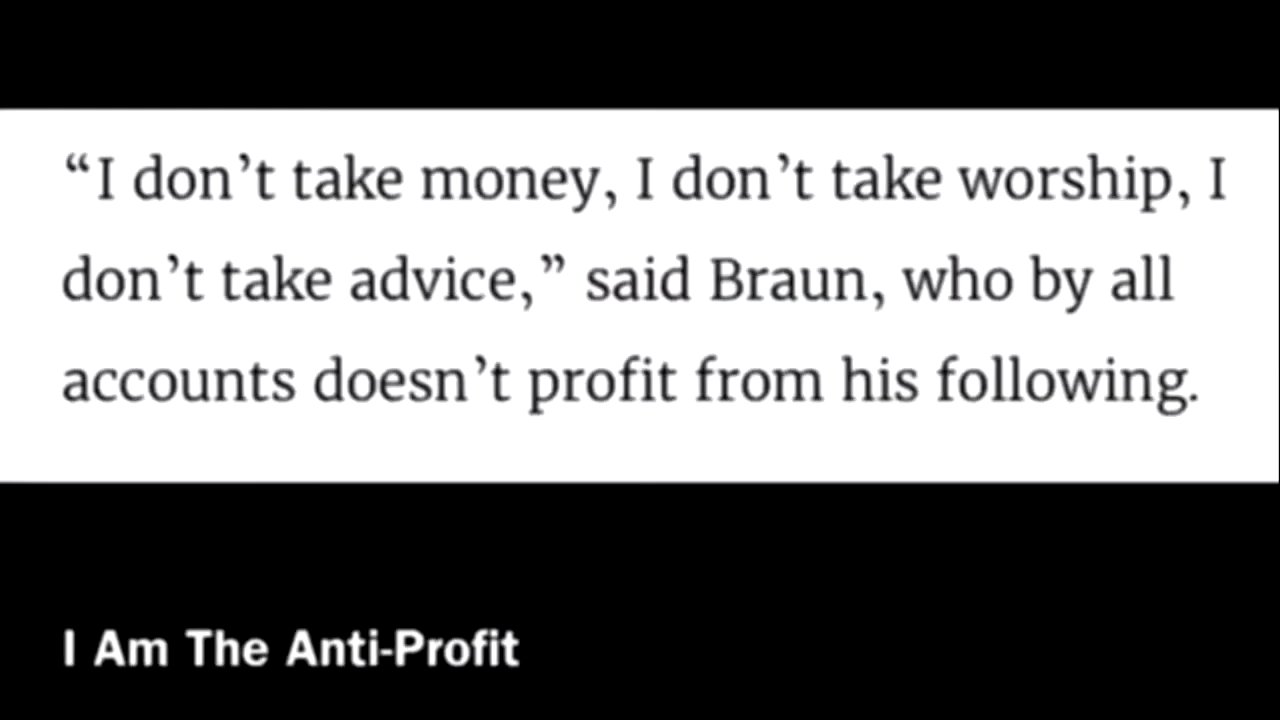 “I don’t take money, I don’t take worship, I
don’t take advice,” said Braun, who by all
accounts doesn’t profit from his following.
I Am The Anti-Profit